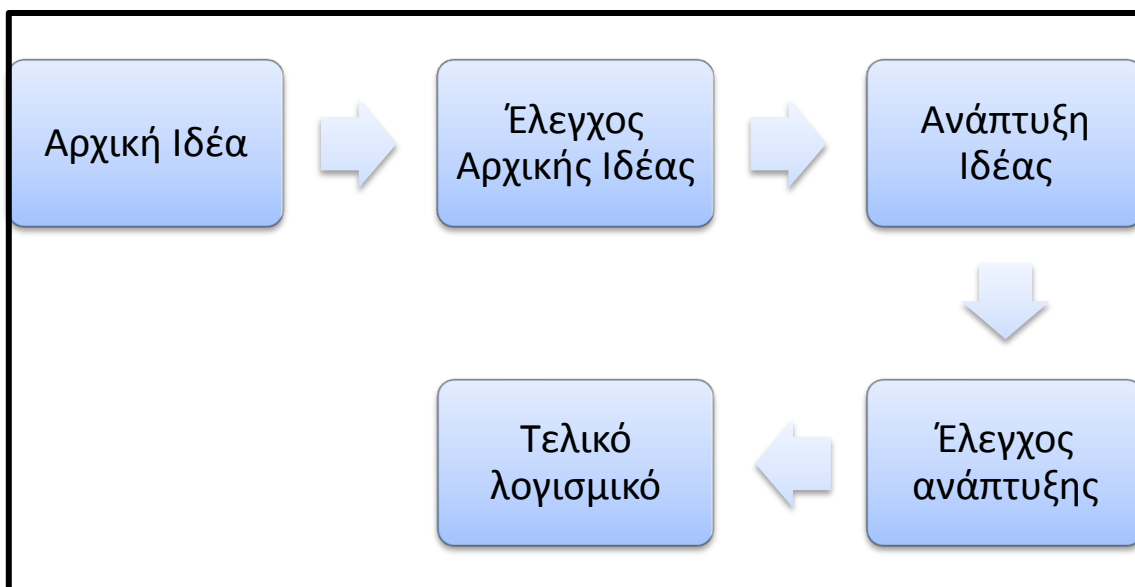 Αρχική Ιδέα
Έλεγχος
Αρχικής Ιδέας
Ανάπτυξη
Ιδέας
Έλεγχος
ανάπτυξης
Τελικό
λογισμικό